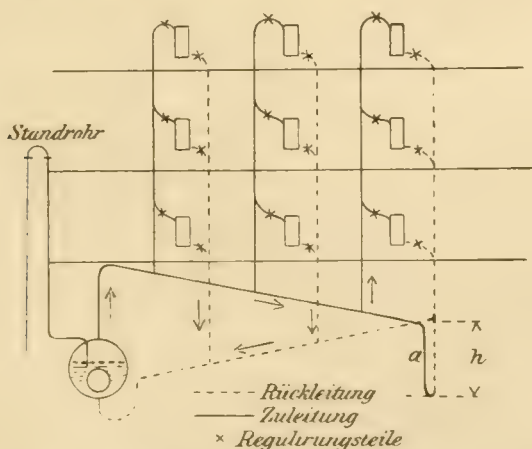 Standrohr
a
h
Rückleitung
Zuleitung
× Regulirungsteile